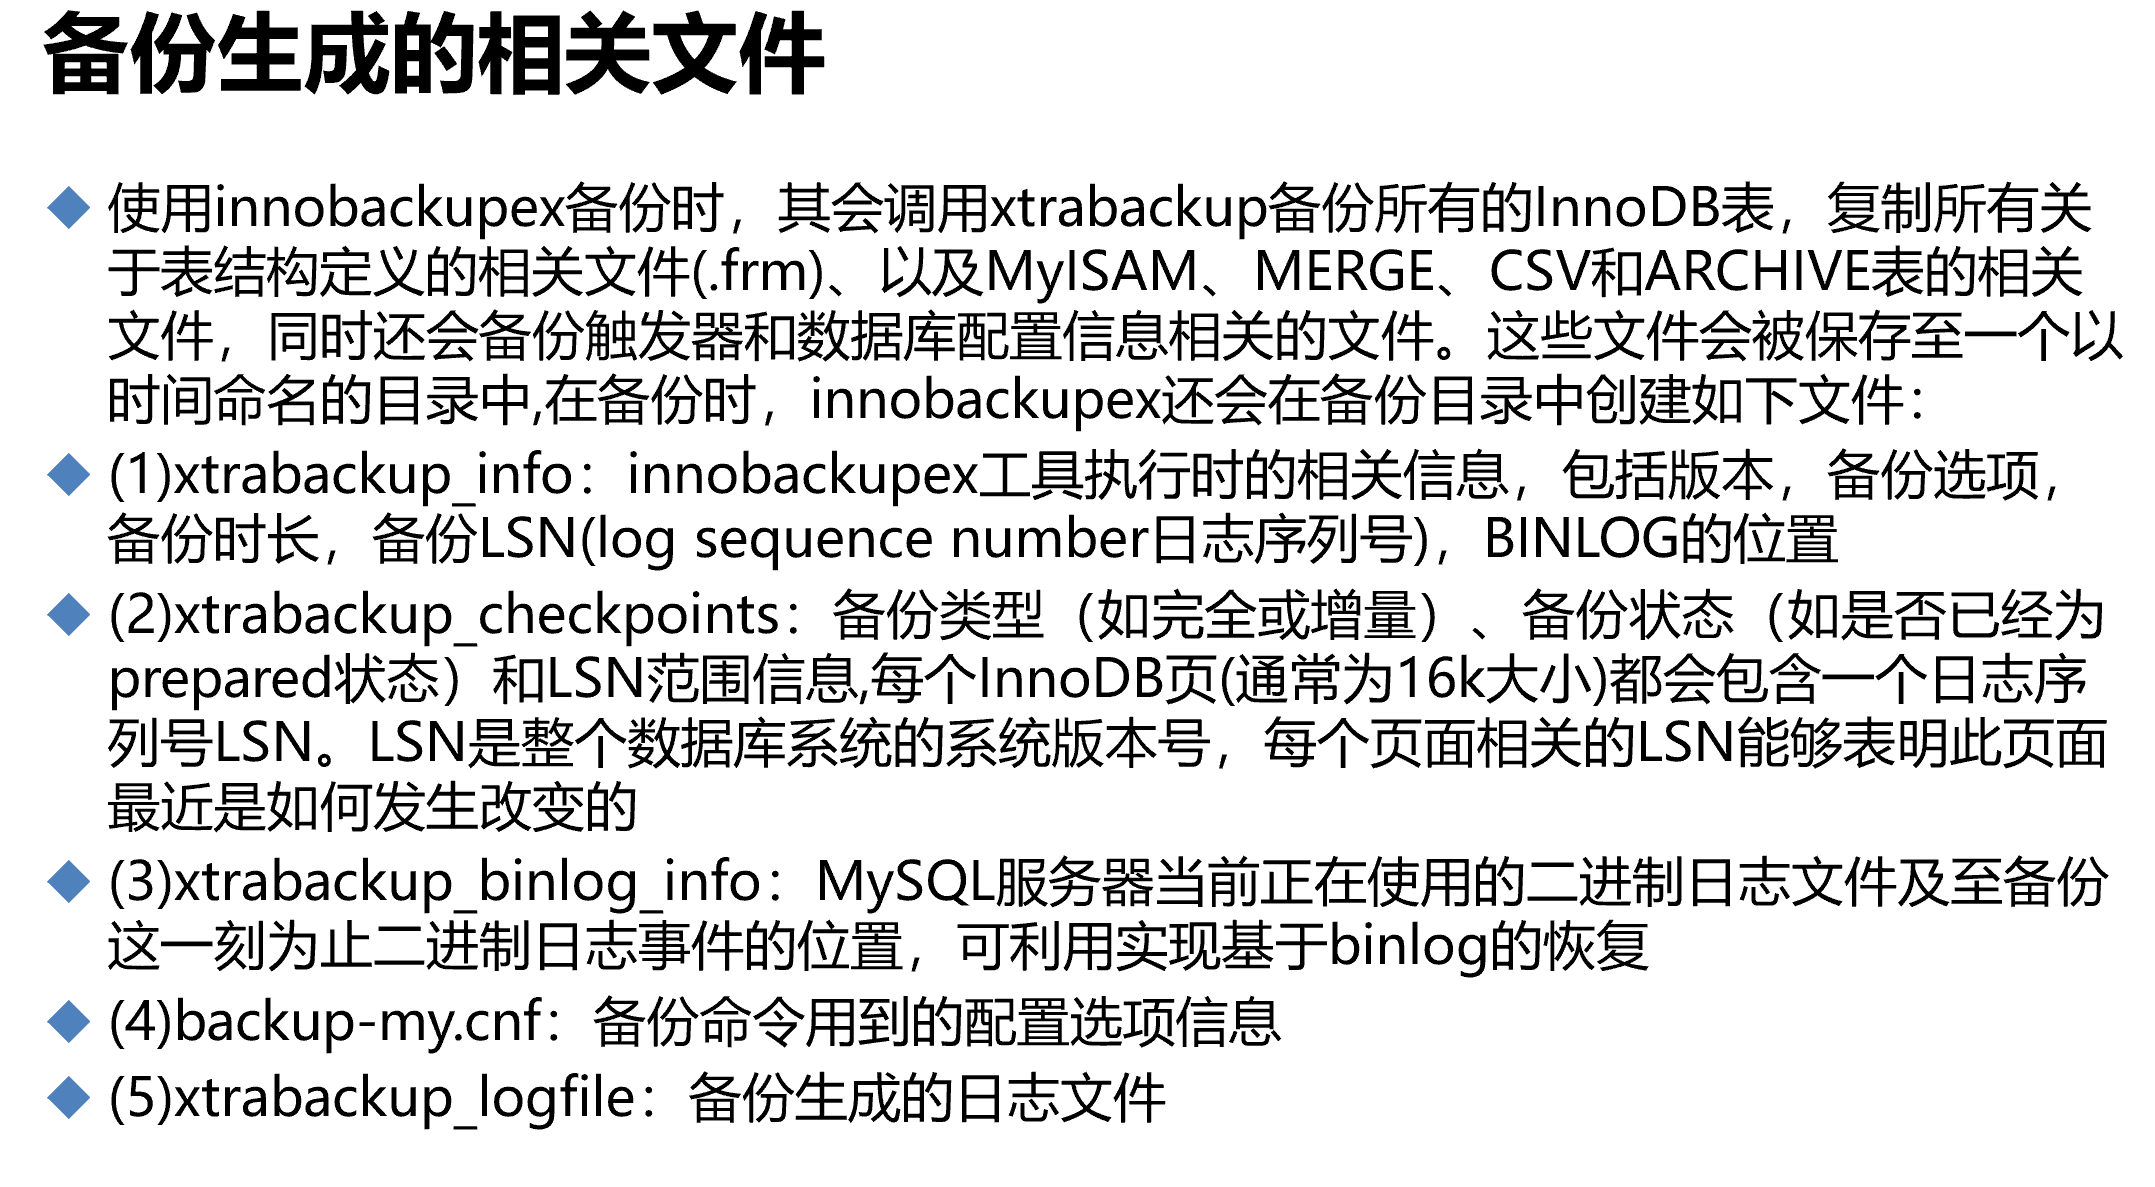 备份生成的相关文件
使用innobackupex备份时，其会调用xtrabackup备份所有的InnoDB表，复制所有关
于表结构定义的相关文件(.frm)、以及MyISAM、MERGE、CSV和ARCHIVE表的相关
文件，同时还会备份触发器和数据库配置信息相关的文件。这些文件会被保存至一个以
时间命名的目录中,在备份时，innobackupex还会在备份目录中创建如下文件：
(1)xtrabackup_info：innobackupex工具执行时的相关信息，包括版本，备份选项，
备份时长，备份LSN(log sequence number日志序列号)，BINLOG的位置
(2)xtrabackup_checkpoints：备份类型（如完全或增量）、备份状态（如是否已经为
prepared状态）和LSN范围信息,每个InnoDB页(通常为16k大小)都会包含一个日志序
列号LSN。LSN是整个数据库系统的系统版本号，每个页面相关的LSN能够表明此页面
最近是如何发生改变的
(3)xtrabackup_binlog_info：MySQL服务器当前正在使用的二进制日志文件及至备份
这一刻为止二进制日志事件的位置，可利用实现基于binlog的恢复
(4)backup-my.cnf：备份命令用到的配置选项信息
(5)xtrabackup_logfile：备份生成的日志文件